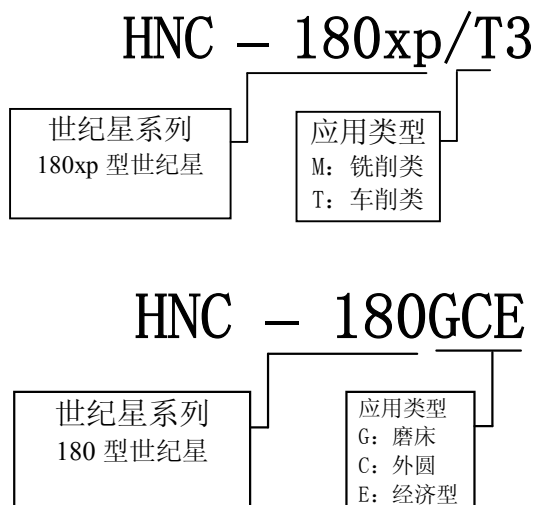 HNC – 180xp/T3
世纪星系列
180xp 型世纪星
应用类型
M：铣削类
T：车削类
HNC – 180GCE
世纪星系列
180 型世纪星
应用类型
G：磨床
C：外圆
E：经济型